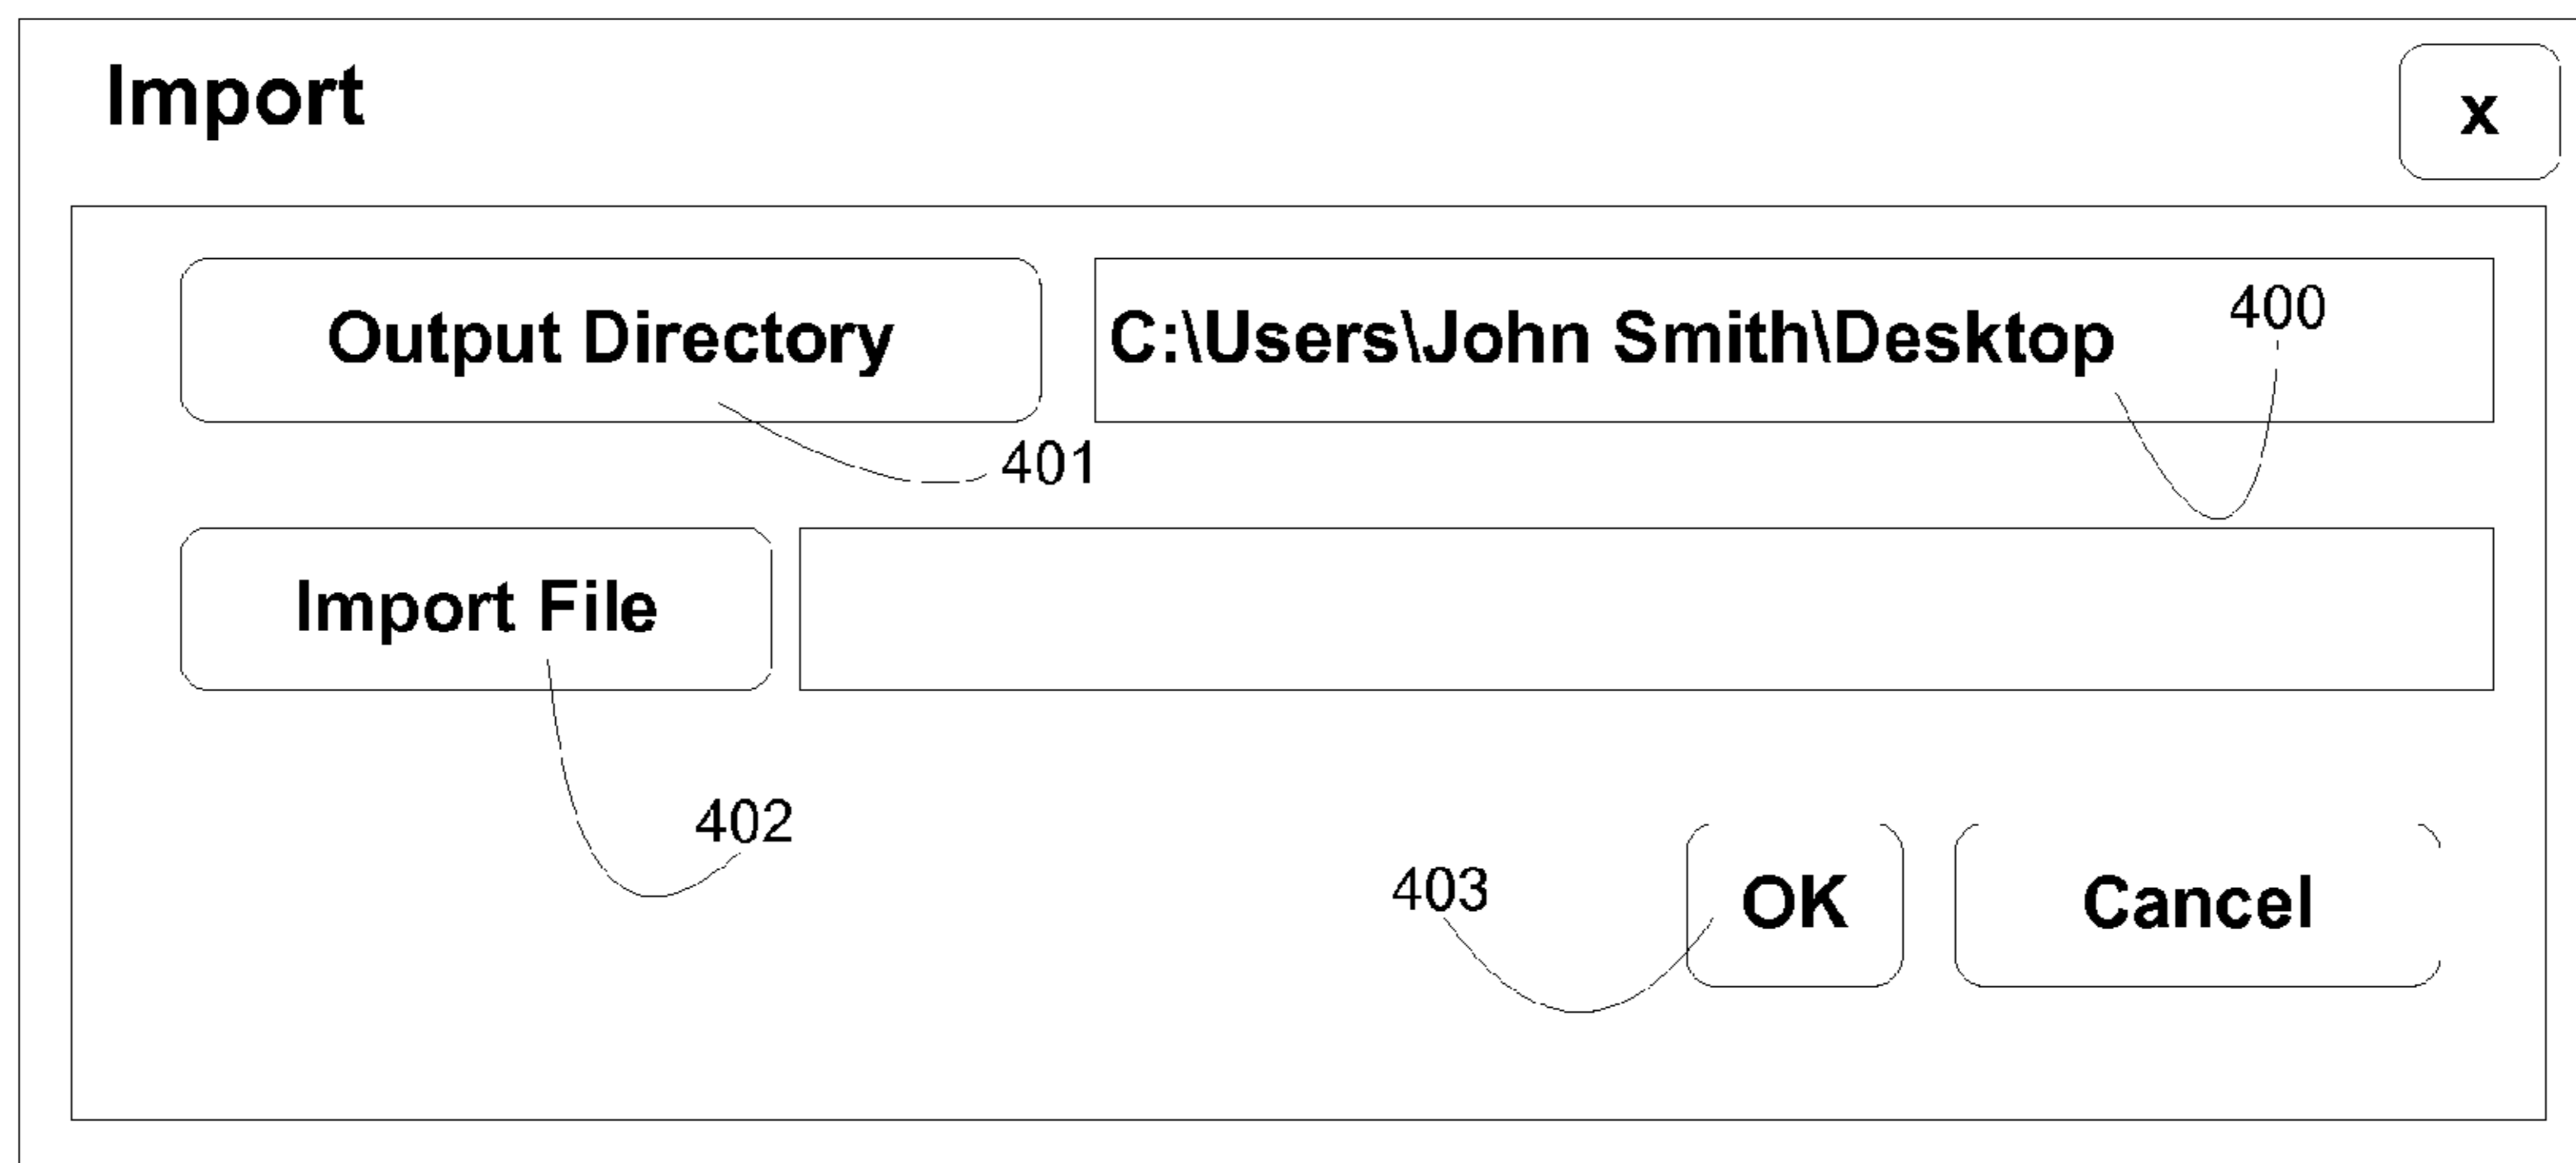 Import
x
Output Directory
C:\Users\John Smith\Desktop
400
401
Import File
402
403
OK
Cancel